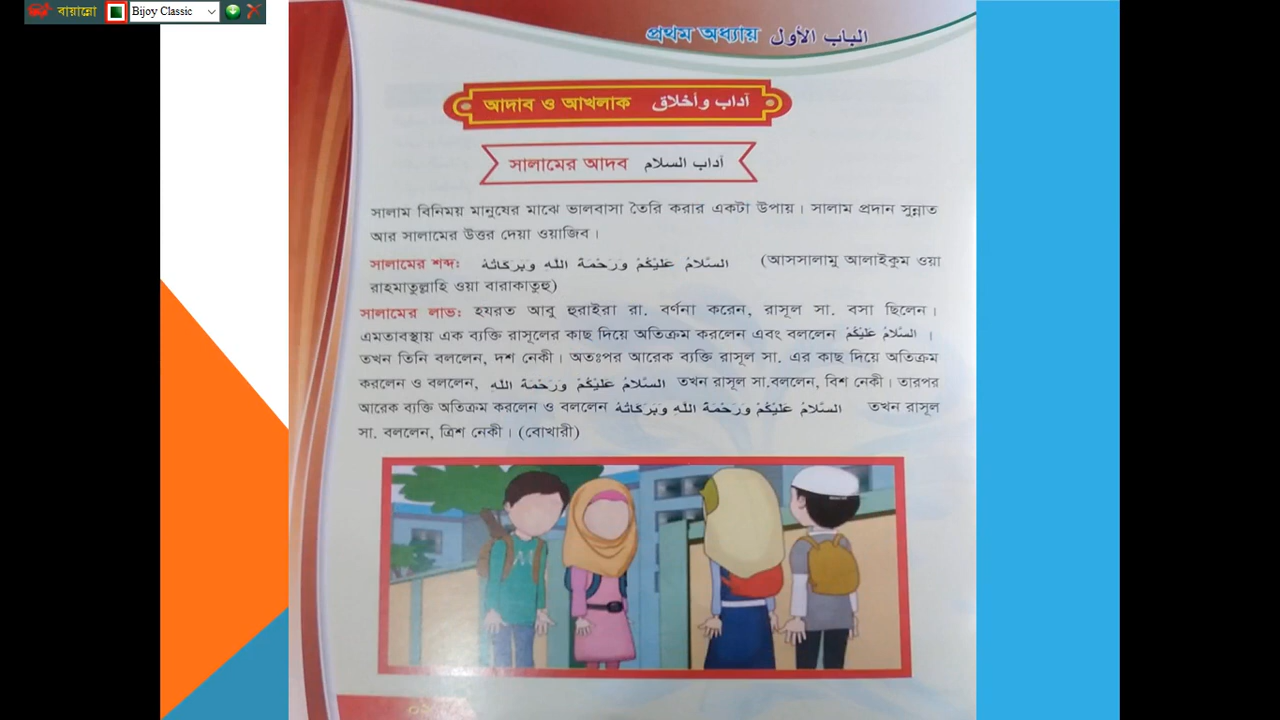 বায়ান্নো Bijoy Classic
প্রথম অধ্যায় الباب الأول
আদাব ও আখলাক آداب وأخلاق
সালামের আদব آداب السلام
সালাম বিনিময় মানুষের মাঝে ভালবাসা তৈরি করার একটা উপায়। সালাম প্রদান সুন্নাত
আর সালামের উত্তর দেয়া ওয়াজিব।
সালামের শব্দ: السَّلَامُ عَلَيْكُمْ وَرَحْمَةُ اللَّهِ وَبَرَكَاتُهُ (আসসালামু আলাইকুম ওয়া
রাহমাতুল্লাহি ওয়া বারাকাতুহু)
সালামের লাভ: হযরত আবু হুরাইরা রা. বর্ণনা করেন, রাসূল সা. বসা ছিলেন।
এমতাবস্থায় এক ব্যক্তি রাসূলের কাছ দিয়ে অতিক্রম করলেন এবং বললেন السَّلَامُ عَلَيْكُمْ ।
তখন তিনি বললেন, দশ নেকী। অতঃপর আরেক ব্যক্তি রাসূল সা. এর কাছ দিয়ে অতিক্রম
করলেন ও বললেন, السَّلَامُ عَلَيْكُمْ وَرَحْمَةُ اللَّهِ তখন রাসূল সা.বললেন, বিশ নেকী। তারপর
আরেক ব্যক্তি অতিক্রম করলেন ও বললেন السَّلَامُ عَلَيْكُمْ وَرَحْمَةُ اللَّهِ وَبَرَكَاتُهُ তখন রাসূল
সা. বললেন, ত্রিশ নেকী। (বোখারী)